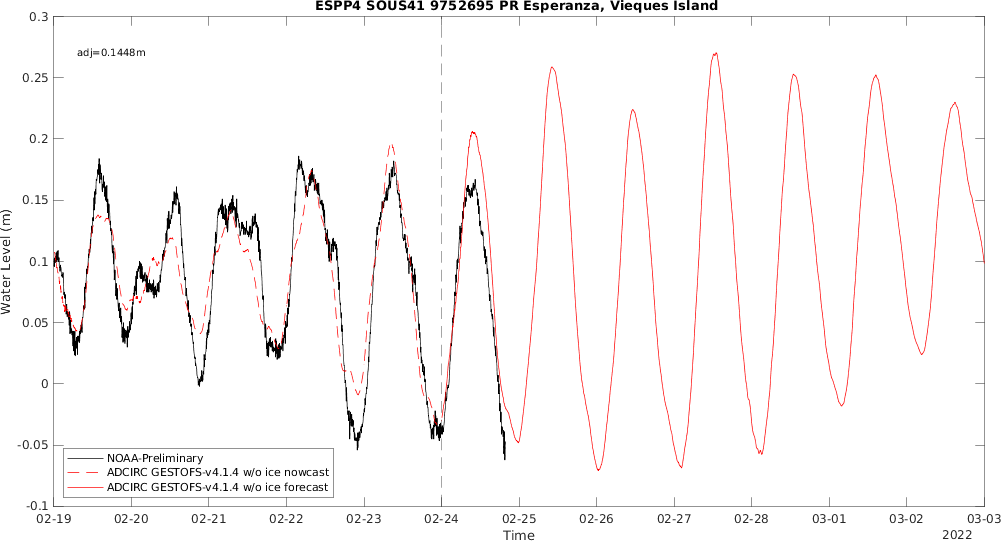 ESPP4 SOUS41 9752695 PR Esperanza, Vieques Island
adj=0.1448m
0.3
0.25
0.2
0.15
0.1
0.05
0
-0.05
-0.1
Water Level (m)
NOAA-Preliminary
ADCIRC GESTOFS-v4.1.4 w/o ice nowcast
ADCIRC GESTOFS-v4.1.4 w/o ice forecast
02-19 02-20 02-21 02-22 02-23 02-24 02-25 02-26 02-27 02-28 03-01 03-02 03-03
Time
2022